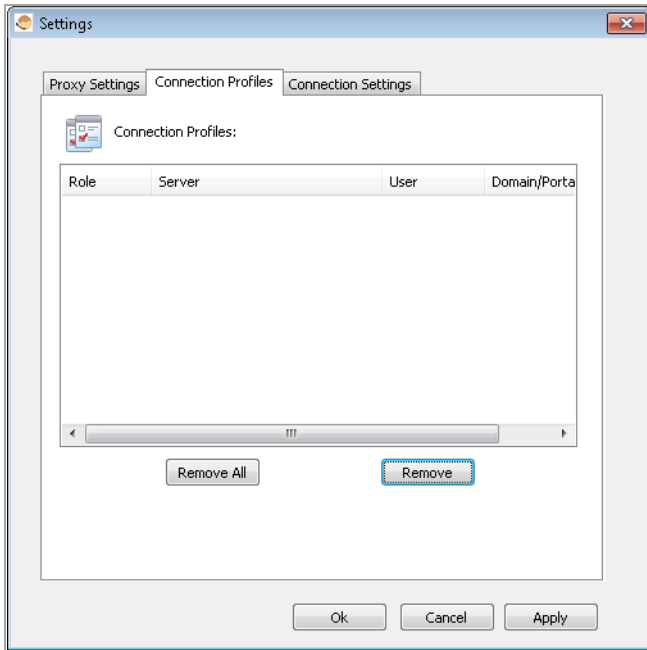 Settings
Proxy Settings Connection Profiles Connection Settings
Connection Profiles:
Role Server User Domain/Porta
Remove All Remove
Ok Cancel Apply